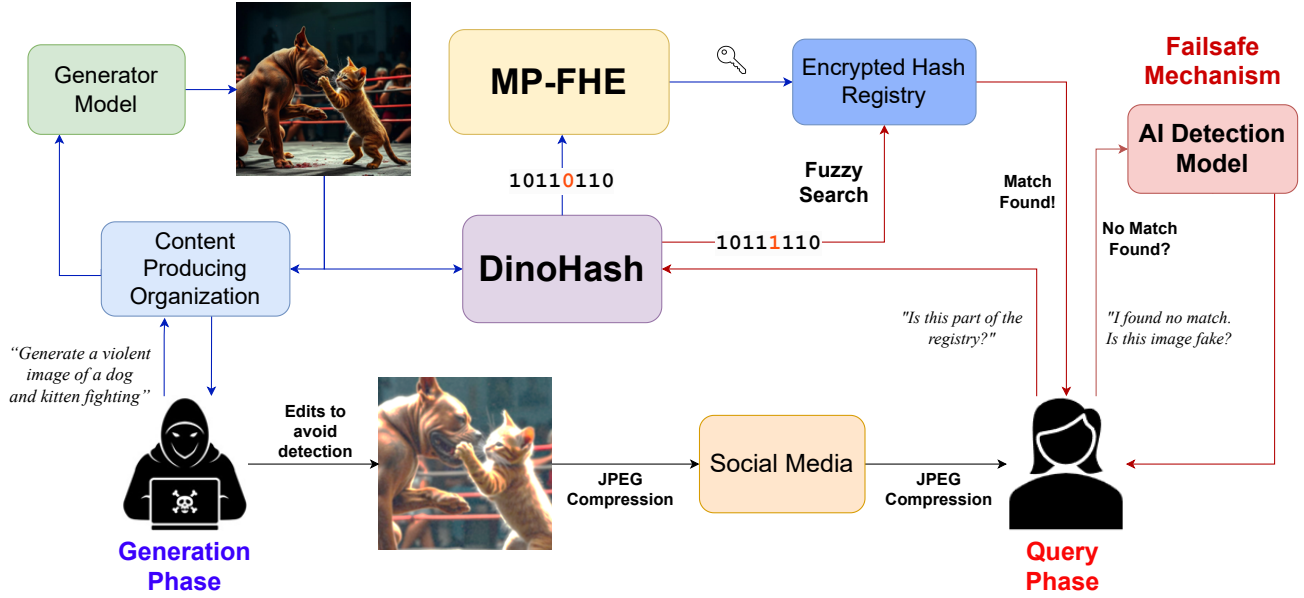 Generator
Model
MP-FHE
Encrypted Hash
Registry
Failsafe
Mechanism
AI Detection
Model
10110110
Fuzzy
Search
Match
Found!
No Match
Found?
Content
Producing
Organization
DinoHash
10111110
“Generate a violent
image of a dog
and kitten fighting”
"Is this part of the
registry?"
"I found no match.
Is this image fake?
Edits to
avoid
detection
JPEG
Compression
Social Media
JPEG
Compression
Generation
Phase
Query
Phase